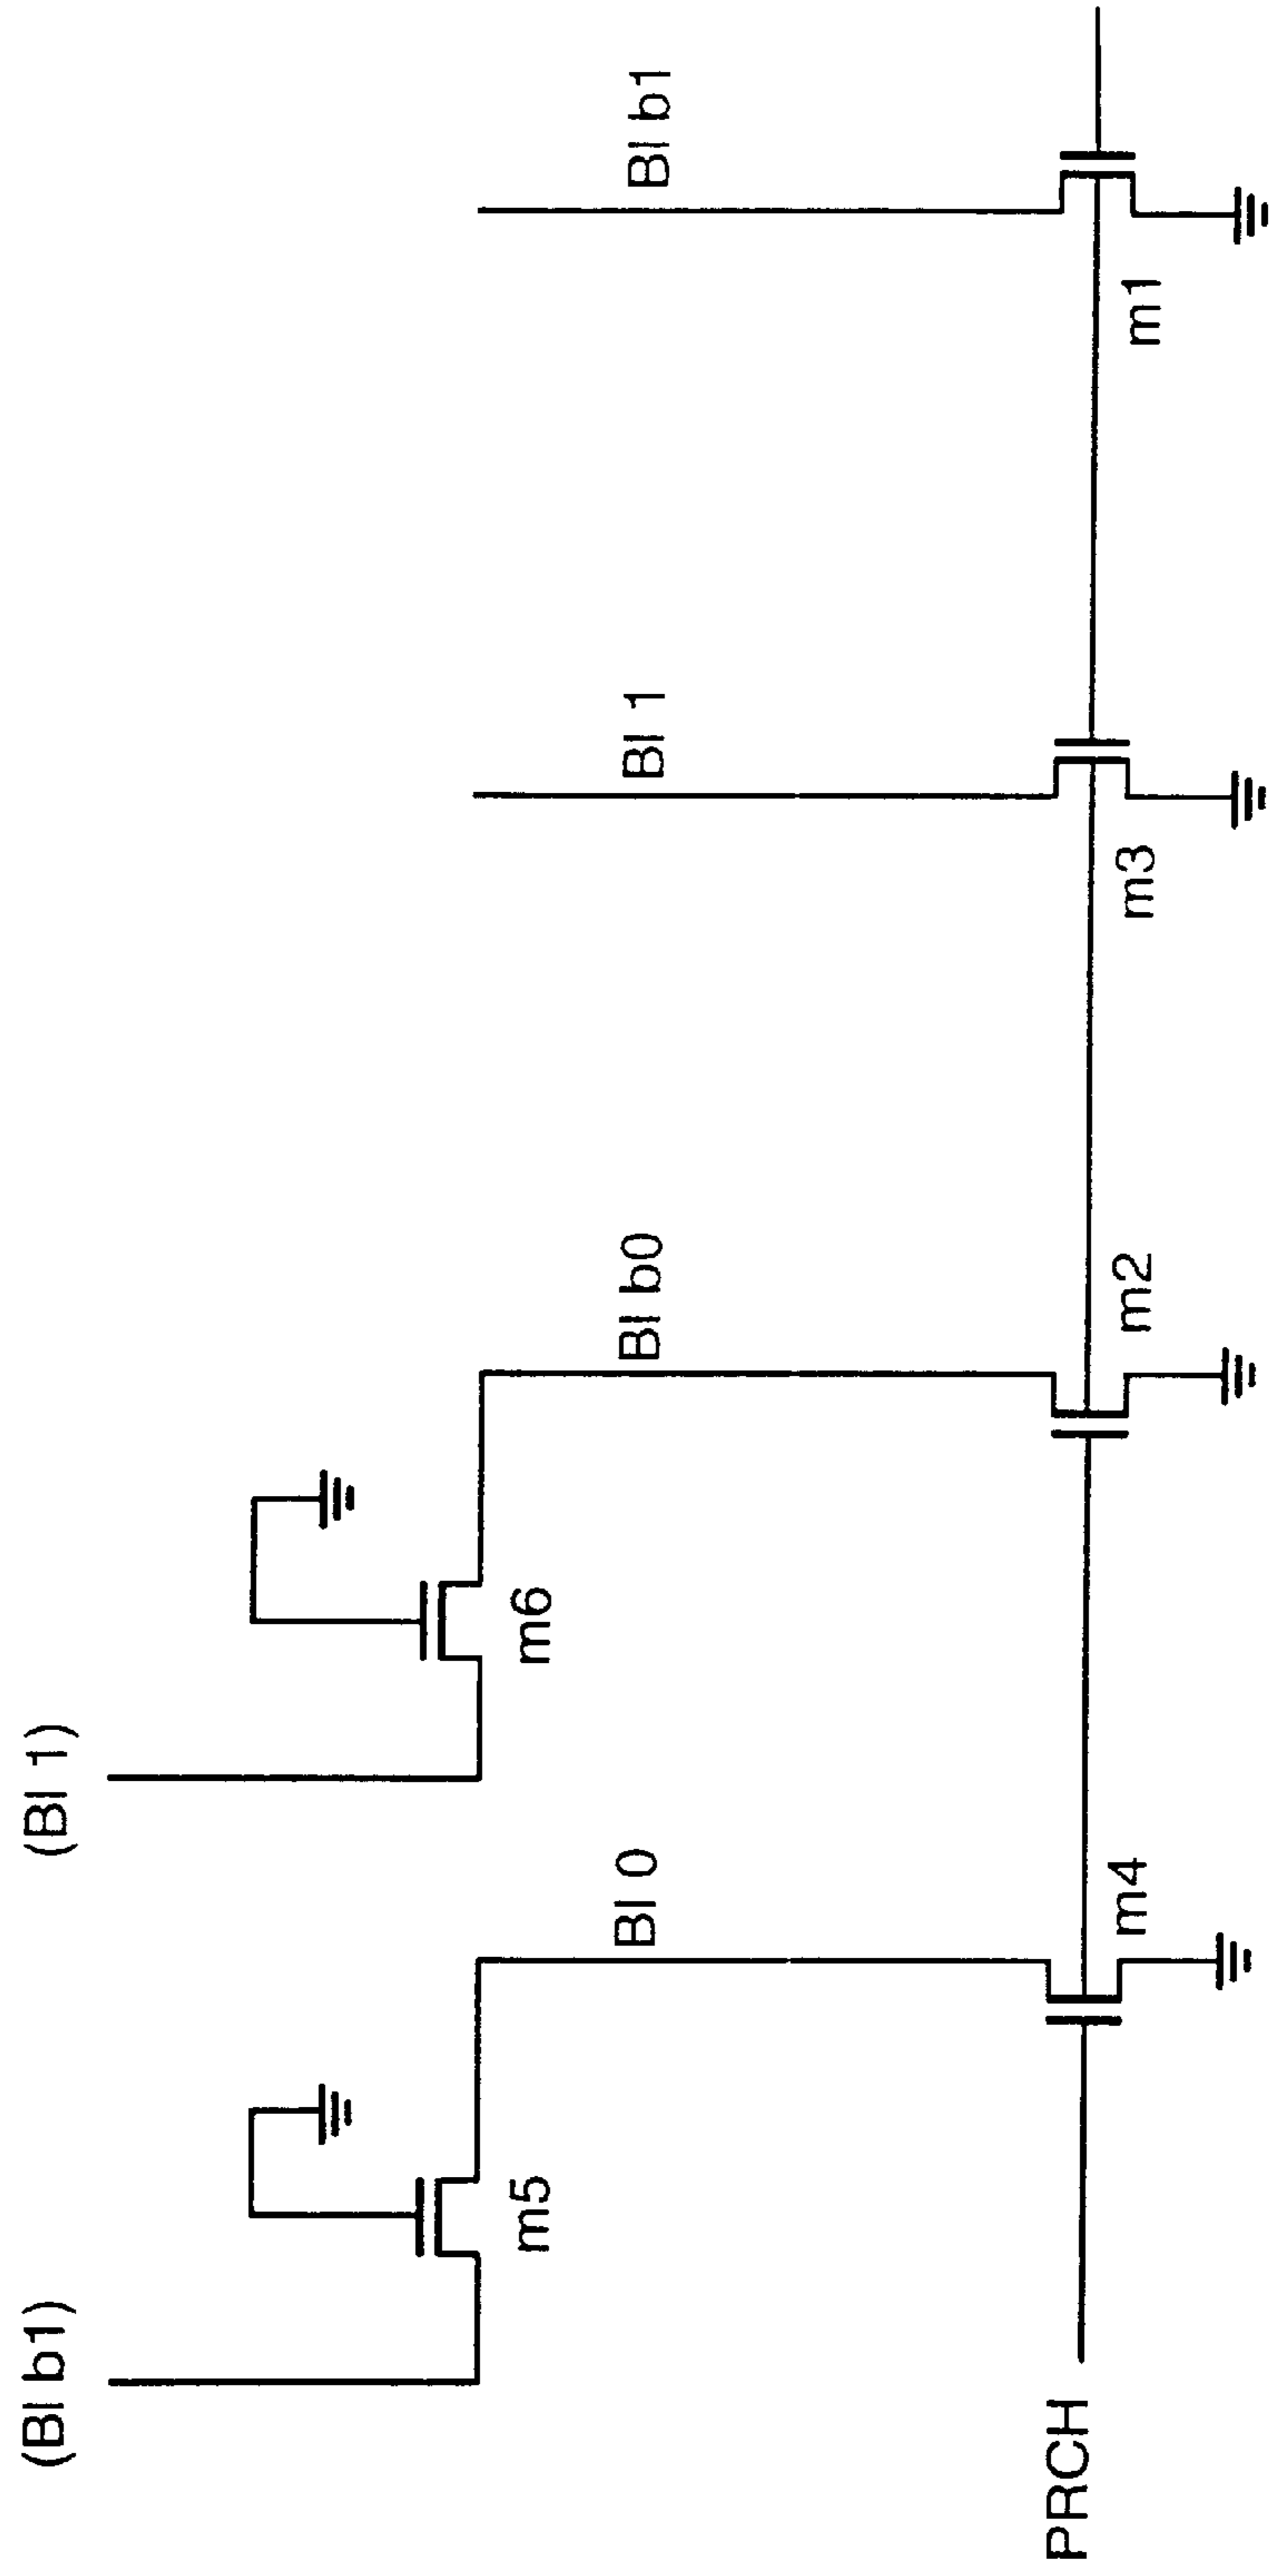 (Bl b1)
(Bl 1)
m5
m6
Bl 0
Bl b0
Bl 1
Bl b1
PRCH
m4
m2
m3
m1